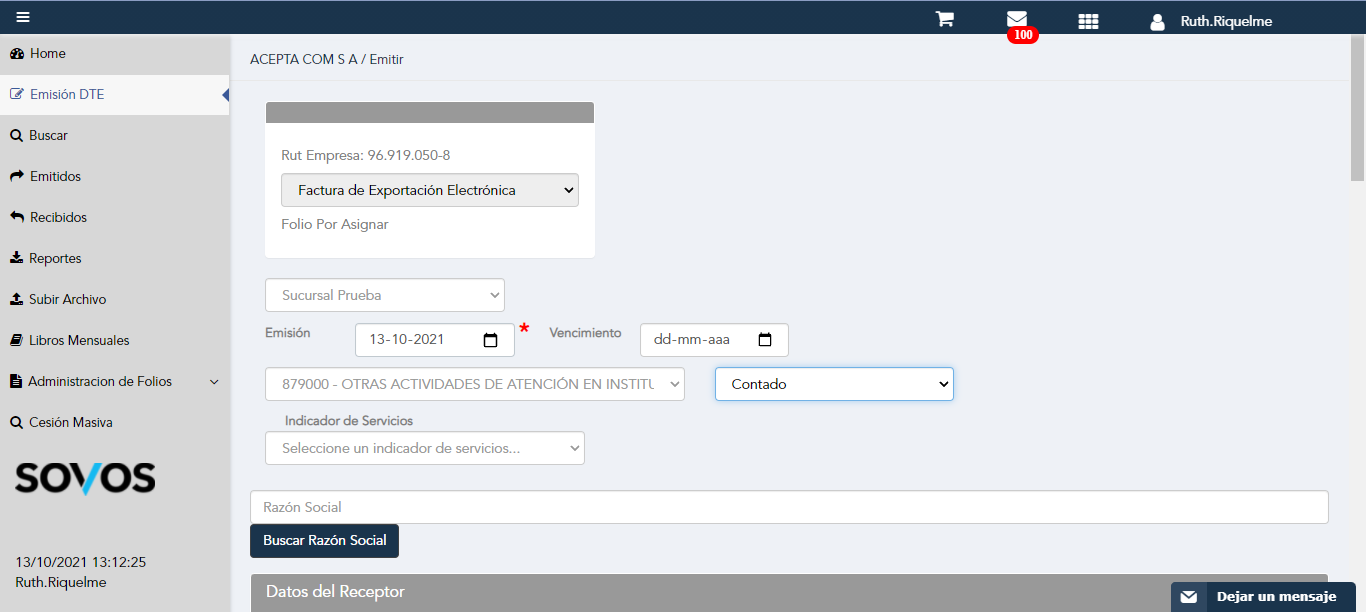 Ruth.Riquelme
100
Home
Emisión DTE
Buscar
Emitidos
Recibidos
Reportes
Subir Archivo
Libros Mensuales
Administracion de Folios
Cesión Masiva
SOVOS
13/10/2021 13:12:25
Ruth.Riquelme
ACEPTA COM S A / Emitir
Rut Empresa: 96.919.050-8
Factura de Exportación Electrónica
Folio Por Asignar
Sucursal Prueba
Emisión 13-10-2021 * Vencimiento dd-mm-aaa
879000 - OTRAS ACTIVIDADES DE ATENCIÓN EN INSTITU Contado
Indicador de Servicios
Seleccione un indicador de servicios...
Razón Social
Buscar Razón Social
Datos del Receptor
Dejar un mensaje